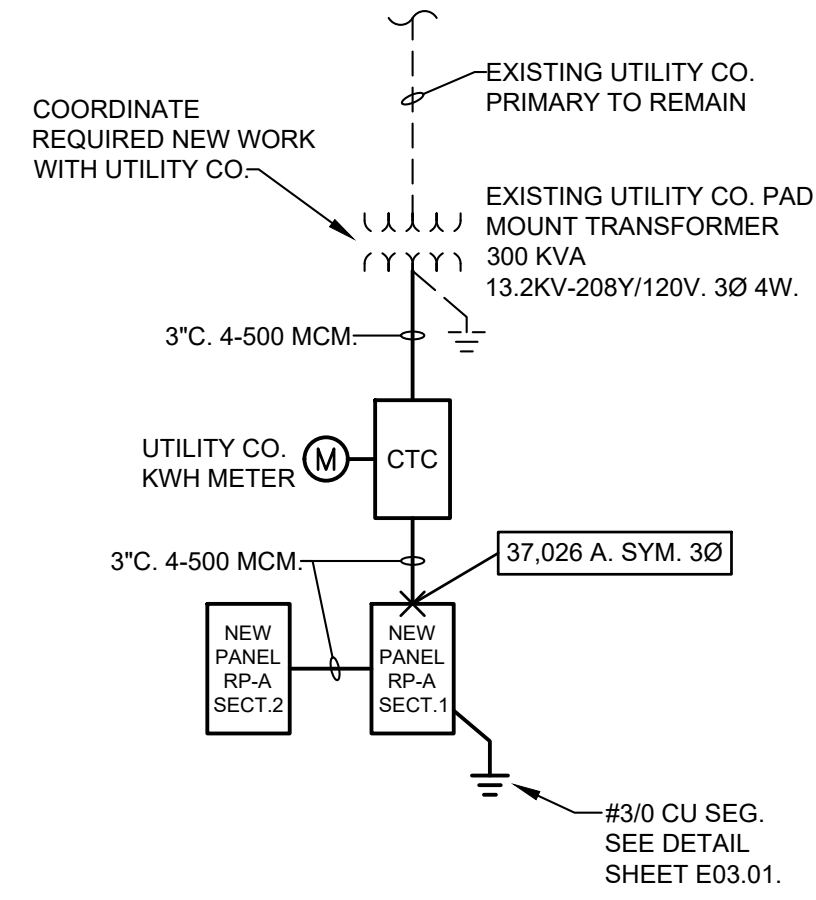 EXISTING UTILITY CO.
PRIMARY TO REMAIN
COORDINATE
REQUIRED NEW WORK
WITH UTILITY CO.
EXISTING UTILITY CO. PAD
MOUNT TRANSFORMER
300 KVA
13.2KV-208Y/120V. 3Ø 4W.
3"C. 4-500 MCM.
UTILITY CO.
KWH METER
M
CTC
37,026 A. SYM. 3Ø
3"C. 4-500 MCM.
NEW
PANEL
RP-A
SECT.2
NEW
PANEL
RP-A
SECT.1
#3/0 CU SEG.
SEE DETAIL
SHEET E03.01.